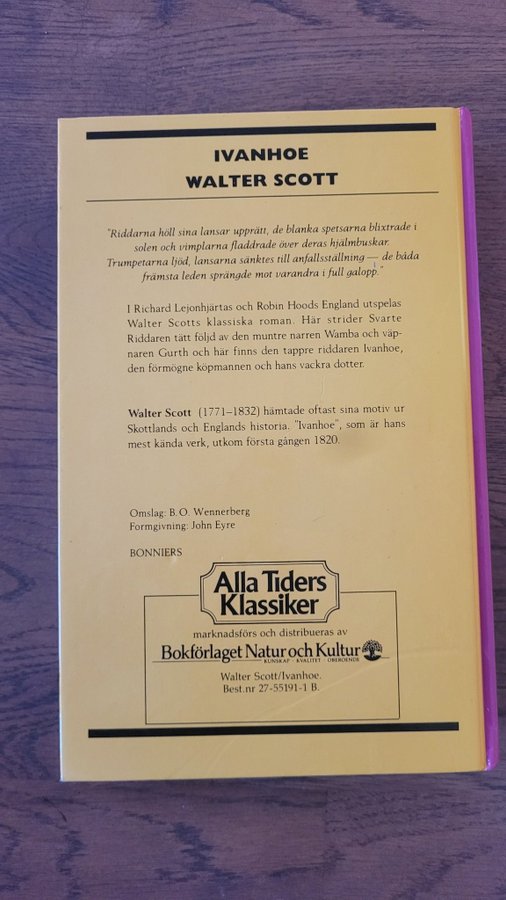 IVANHOE
WALTER SCOTT
"Riddarna höll sina lansar upprätt, de blanka spetsarna blixtrade i
solen och vimplarna fladdrade över deras hjälmbuskar.
Trumpetarna ljöd, lansarna sänktes till anfallsställning — de båda
främsta leden sprängde mot varandra i full galopp."
I Richard Lejonhjärtas och Robin Hoods England utspelas
Walter Scotts klassiska roman. Här strider Svarte
Riddaren tätt följd av den muntre narren Wamba och väp-
naren Gurth och här finns den tappre riddaren Ivanhoe,
den förmögne köpmannen och hans vackra dotter.
Walter Scott (1771–1832) hämtade oftast sina motiv ur
Skottlands och Englands historia. "Ivanhoe", som är hans
mest kända verk, utkom första gången 1820.
Omslag: B.O. Wennerberg
Formgivning: John Eyre
BONNIERS
Alla Tiders
Klassiker
marknadsförs och distribueras av
Bokförlaget Natur och Kultur
KUNSKAP · KVALITET · OBEROENDE
Walter Scott/Ivanhoe.
Best.nr 27-55191-1 B.